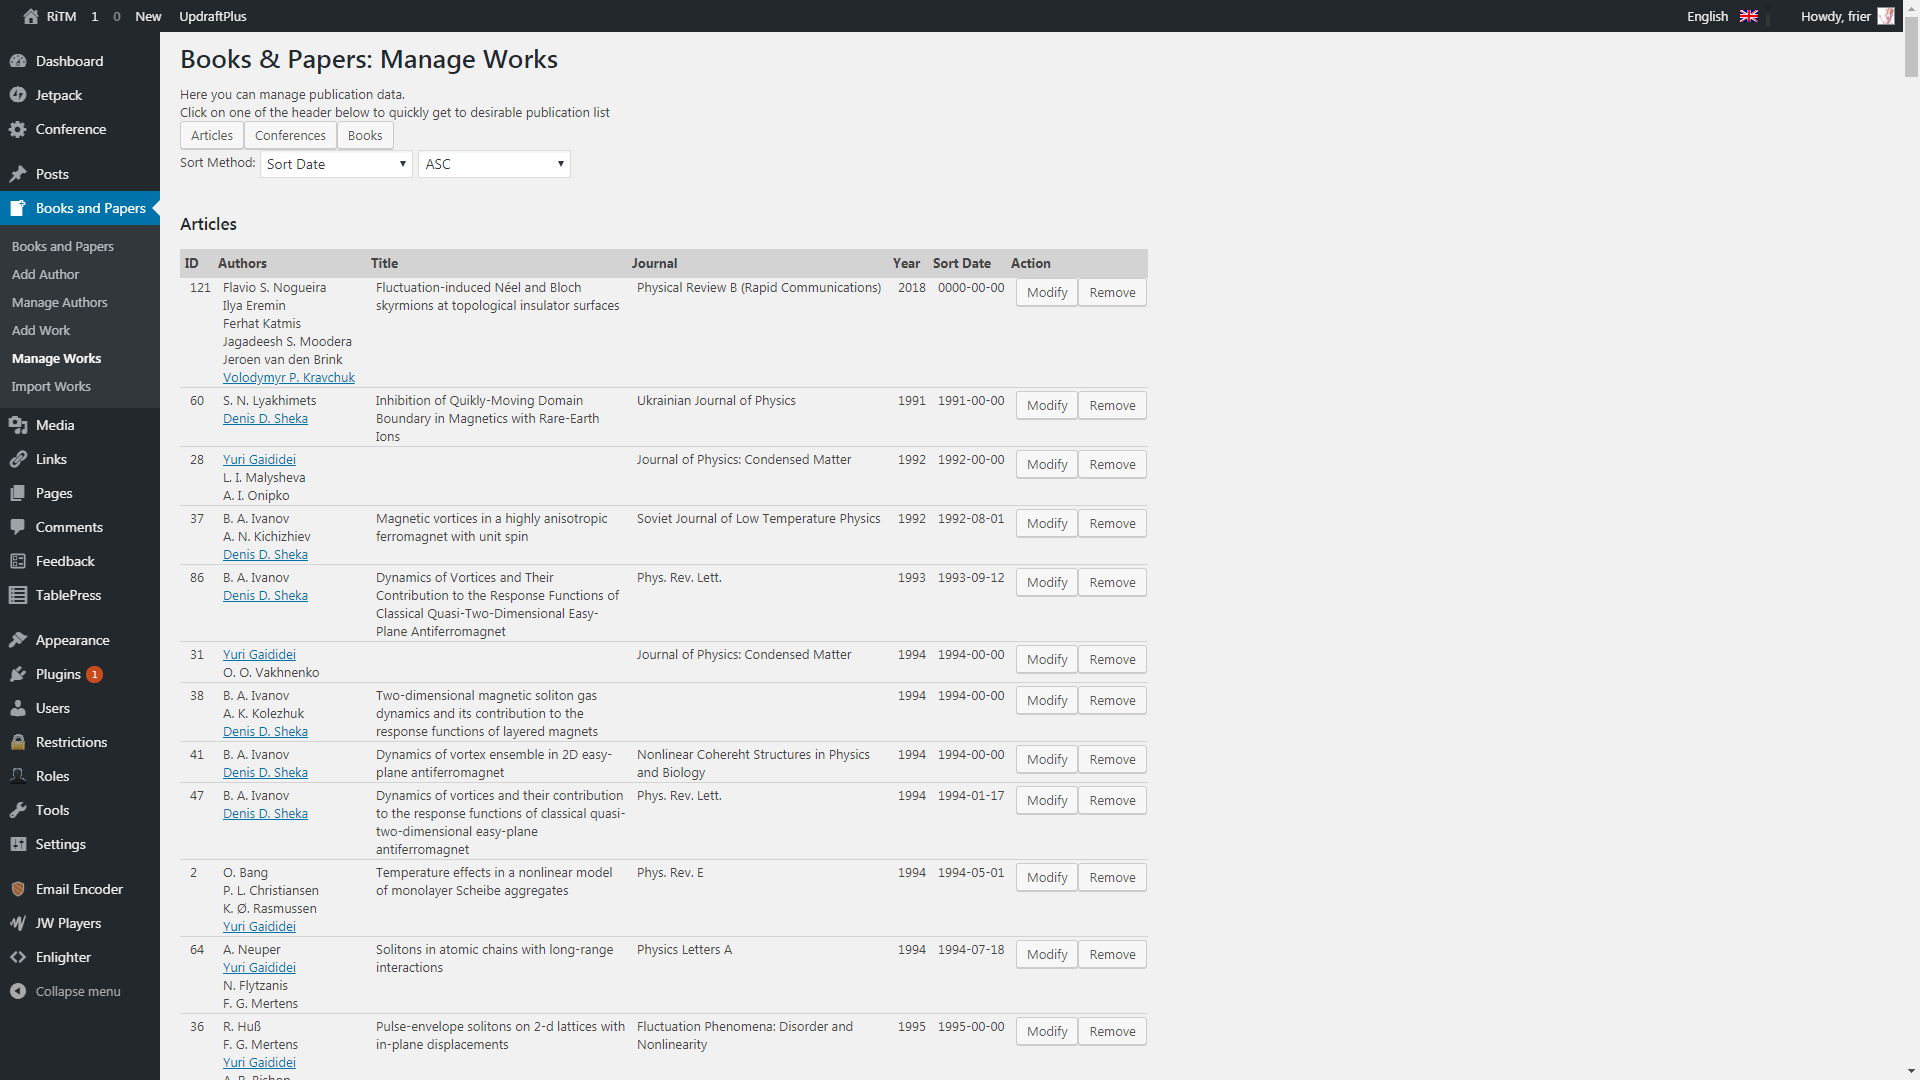 RiTM 1 0 New UpdraftPlus English Howdy, frier
Dashboard
Jetpack
Conference
Posts
Books and Papers
Books and Papers
Add Author
Manage Authors
Add Work
Manage Works
Import Works
Media
Links
Pages
Comments
Feedback
TablePress
Appearance
Plugins 1
Users
Restrictions
Roles
Tools
Settings
Email Encoder
JW Players
Enlighter
Collapse menu
Books & Papers: Manage Works
Here you can manage publication data.
Click on one of the header below to quickly get to desirable publication list
Articles Conferences Books
Sort Method: Sort Date ASC
Articles
ID Authors Title Journal Year Sort Date Action
121 Flavio S. Nogueira Fluctuation-induced Néel and Bloch Physical Review B (Rapid Communications) 2018 0000-00-00 Modify Remove
Ilya Eremin skyrmions at topological insulator surfaces
Ferhat Katmis
Jagadeesh S. Moodera
Jeroen van den Brink
Volodymyr P. Kravchuk
60 S. N. Lyakhimets Inhibition of Quikly-Moving Domain Ukrainian Journal of Physics 1991 1991-00-00 Modify Remove
Denis D. Sheka Boundary in Magnetics with Rare-Earth
Ions
28 Yuri Gaididei Journal of Physics: Condensed Matter 1992 1992-00-00 Modify Remove
L. I. Malysheva
A. I. Onipko
37 B. A. Ivanov Magnetic vortices in a highly anisotropic Soviet Journal of Low Temperature Physics 1992 1992-08-01 Modify Remove
A. N. Kichizhiev ferromagnet with unit spin
Denis D. Sheka
86 B. A. Ivanov Dynamics of Vortices and Their Phys. Rev. Lett. 1993 1993-09-12 Modify Remove
Denis D. Sheka Contribution to the Response Functions of
Classical Quasi-Two-Dimensional Easy-
Plane Antiferromagnet
31 Yuri Gaididei Journal of Physics: Condensed Matter 1994 1994-00-00 Modify Remove
O. O. Vakhnenko
38 B. A. Ivanov Two-dimensional magnetic soliton gas 1994 1994-00-00 Modify Remove
A. K. Kolezhuk dynamics and its contribution to the
Denis D. Sheka response functions of layered magnets
41 B. A. Ivanov Dynamics of vortex ensemble in 2D easy- Nonlinear Cohereht Structures in Physics 1994 1994-00-00 Modify Remove
Denis D. Sheka plane antiferromagnet and Biology
47 B. A. Ivanov Dynamics of vortices and their contribution Phys. Rev. Lett. 1994 1994-01-17 Modify Remove
Denis D. Sheka to the response functions of classical quasi-
two-dimensional easy-plane
antiferromagnet
2 O. Bang Temperature effects in a nonlinear model Phys. Rev. E 1994 1994-05-01 Modify Remove
P. L. Christiansen of monolayer Scheibe aggregates
K. Ø. Rasmussen
Yuri Gaididei
64 A. Neuper Solitons in atomic chains with long-range Physics Letters A 1994 1994-07-18 Modify Remove
Yuri Gaididei interactions
N. Flytzanis
F. G. Mertens
36 R. Huß Pulse-envelope solitons on 2-d lattices with Fluctuation Phenomena: Disorder and 1995 1995-00-00 Modify Remove
F. G. Mertens in-plane displacements Nonlinearity
Yuri Gaididei